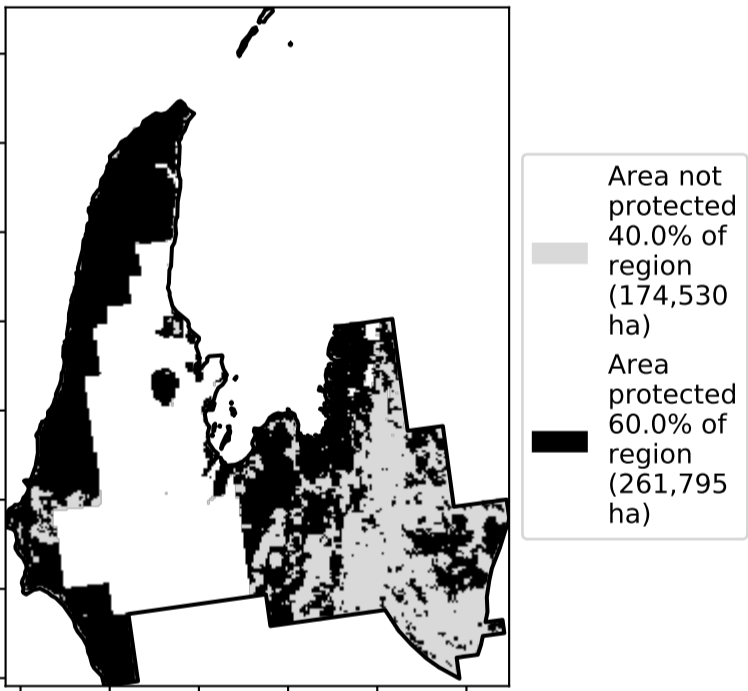 Area not
protected
40.0% of
region
(174,530
ha)
Area
protected
60.0% of
region
(261,795
ha)